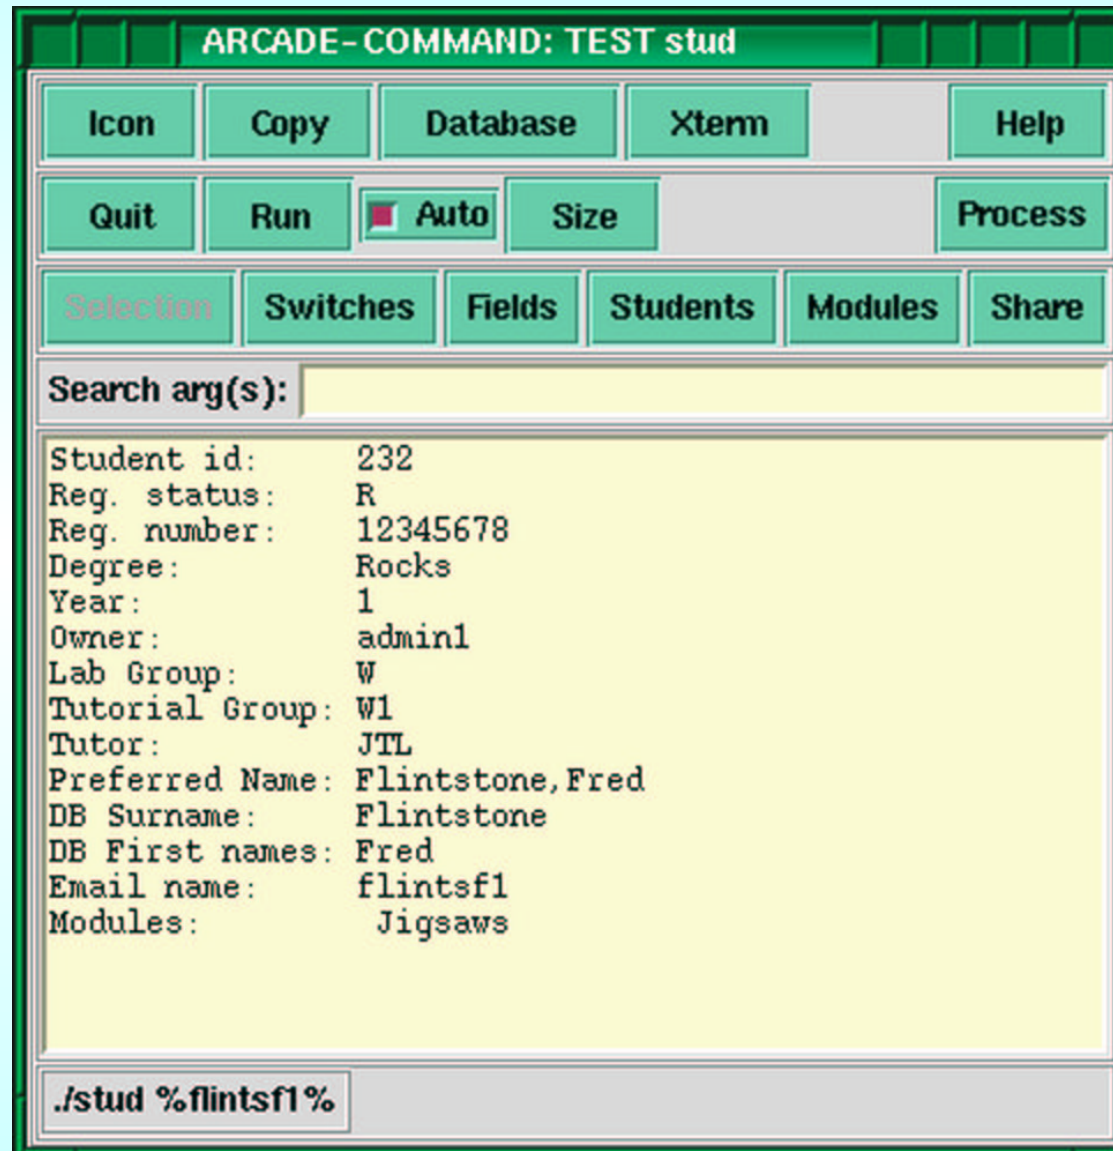 ARCADE-COMMAND: TEST stud
Icon Copy Database Xterm Help
Quit Run Auto Size Process
Selection Switches Fields Students Modules Share
Search arg(s):
Student id: 232
Reg. status: R
Reg. number: 12345678
Degree: Rocks
Year: 1
Owner: admin1
Lab Group: W
Tutorial Group: W1
Tutor: JTL
Preferred Name: Flintstone,Fred
DB Surname: Flintstone
DB First names: Fred
Email name: flintsf1
Modules: Jigsaws
./stud %flintsf1%